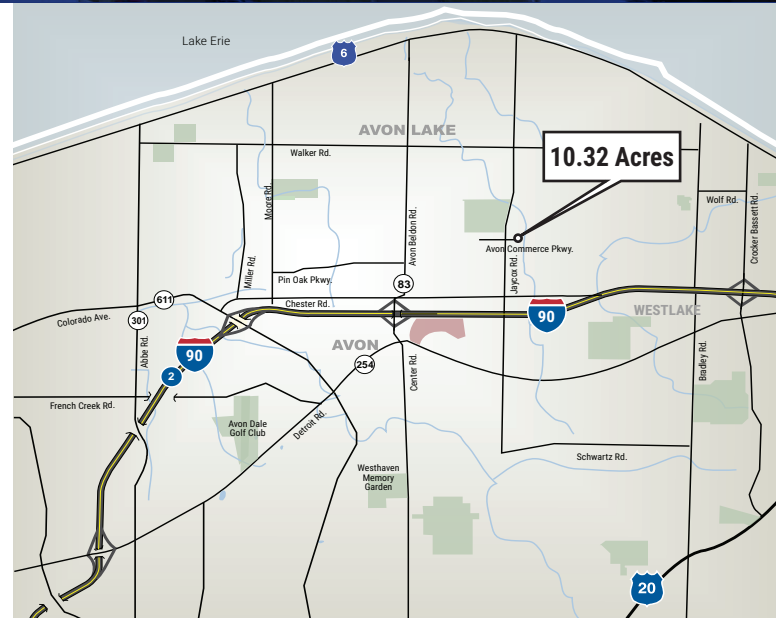 Lake Erie
6
AVON LAKE
Walker Rd.
10.32 Acres
Moore Rd.
Miller Rd.
Avon Beldon Rd.
Wolf Rd.
Crocker Bassett Rd.
Avon Commerce Pkwy.
Jaycox Rd.
Pin Oak Pkwy.
83
611
Chester Rd.
Colorado Ave.
301
90
WESTLAKE
Abbe Rd.
90
AVON
254
Center Rd.
Bradley Rd.
2
French Creek Rd.
Avon Dale
Golf Club
Detroit Rd.
Schwartz Rd.
Westhaven
Memory
Garden
20